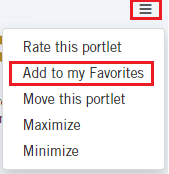 Rate this portlet
Add to my Favorites
Move this portlet
Maximize
Minimize